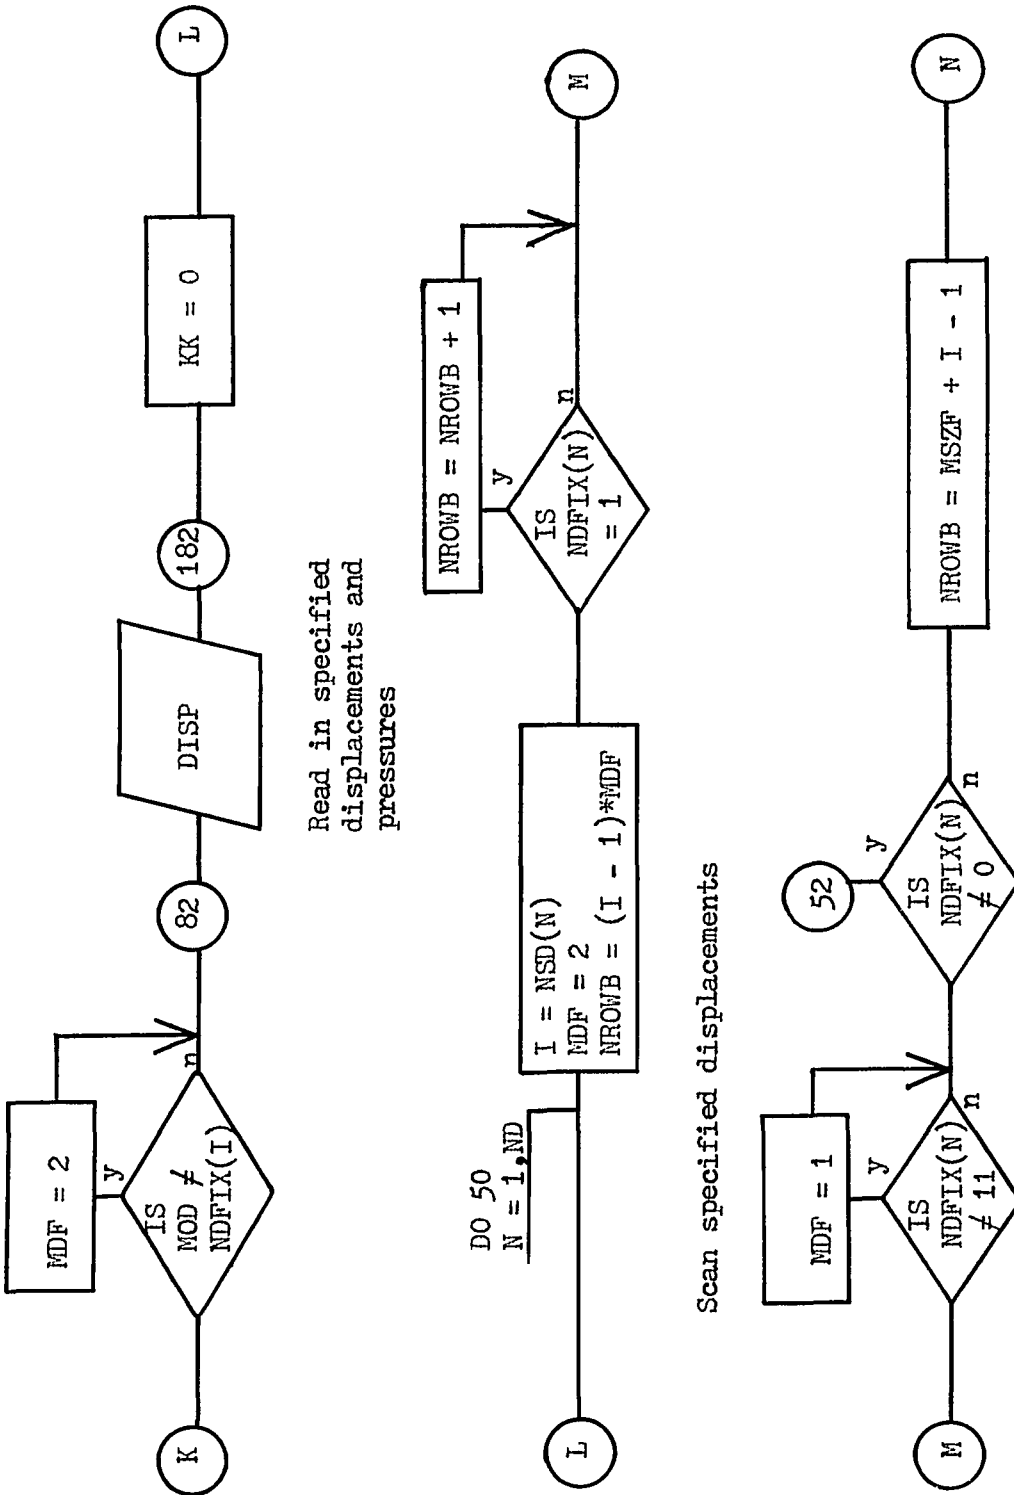 K
IS
MOD ≠
NDFIX(I)
y
MDF = 2
n
82
DISP
182
KK = 0
L
Read in specified
displacements and
pressures
L
DO 50
N = 1,ND
I = NSD(N)
MDF = 2
NROWB = (I - 1)*MDF
IS
NDFIX(N)
= 1
y
NROWB = NROWB + 1
n
M
Scan specified displacements
M
IS
NDFIX(N)
≠ 11
y
MDF = 1
n
IS
NDFIX(N)
≠ 0
y
52
n
NROWB = MSZF + I - 1
N